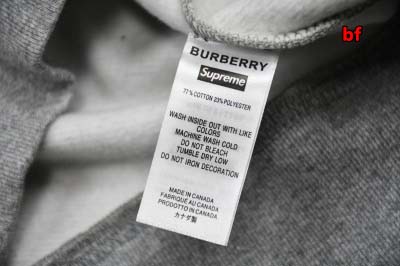 bf
BURBERRY
Supreme
77% COTTON 23% POLYESTER
WASH INSIDE OUT WITH LIKE
COLORS
MACHINE WASH COLD
DO NOT BLEACH
TUMBLE DRY LOW
DO NOT IRON DECORATION
MADE IN CANADA
FABRIQUÉ AU CANADA
PRODOTTO IN CANADA
カナダ製